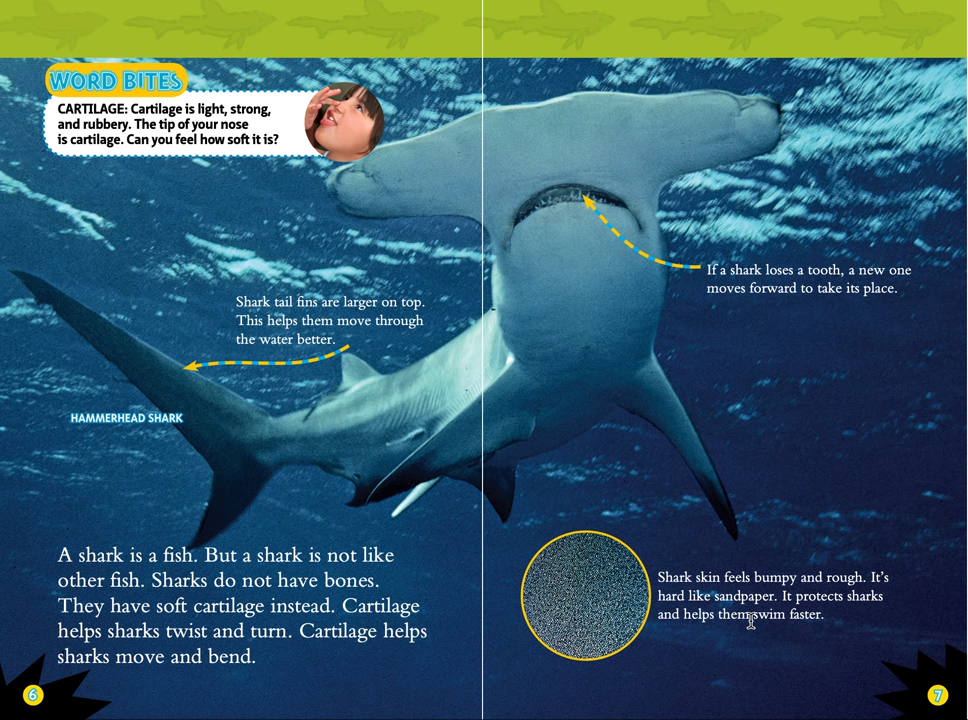 WORD BITES
CARTILAGE: Cartilage is light, strong,
and rubbery. The tip of your nose
is cartilage. Can you feel how soft it is?
Shark tail fins are larger on top.
This helps them move through
the water better.
HAMMERHEAD SHARK
A shark is a fish. But a shark is not like
other fish. Sharks do not have bones.
They have soft cartilage instead. Cartilage
helps sharks twist and turn. Cartilage helps
sharks move and bend.
6
If a shark loses a tooth, a new one
moves forward to take its place.
Shark skin feels bumpy and rough. It’s
hard like sandpaper. It protects sharks
and helps them swim faster.
7